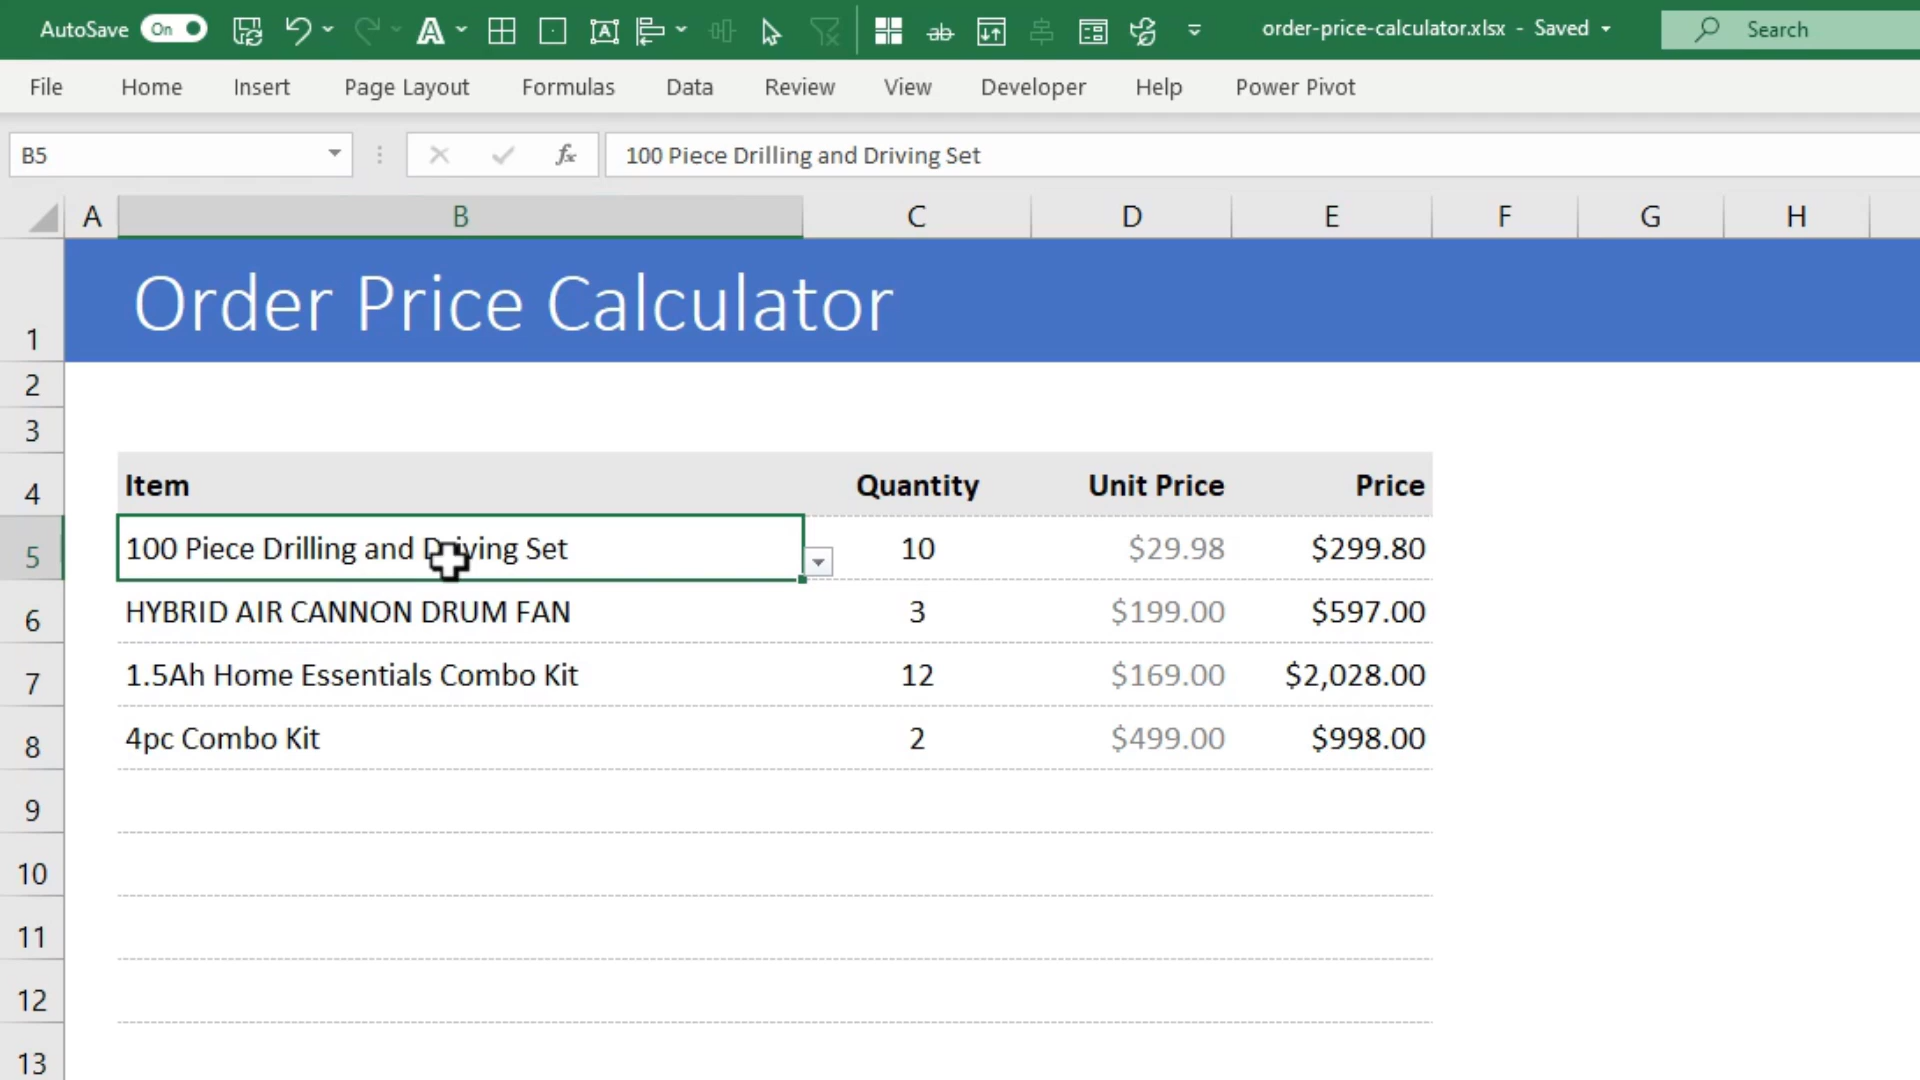 AutoSave On order-price-calculator.xlsx - Saved Search
File Home Insert Page Layout Formulas Data Review View Developer Help Power Pivot
B5 fx 100 Piece Drilling and Driving Set
A B C D E F G H
1 Order Price Calculator
2
3
4 Item Quantity Unit Price Price
5 100 Piece Drilling and Driving Set 10 $29.98 $299.80
6 HYBRID AIR CANNON DRUM FAN 3 $199.00 $597.00
7 1.5Ah Home Essentials Combo Kit 12 $169.00 $2,028.00
8 4pc Combo Kit 2 $499.00 $998.00
9
10
11
12
13